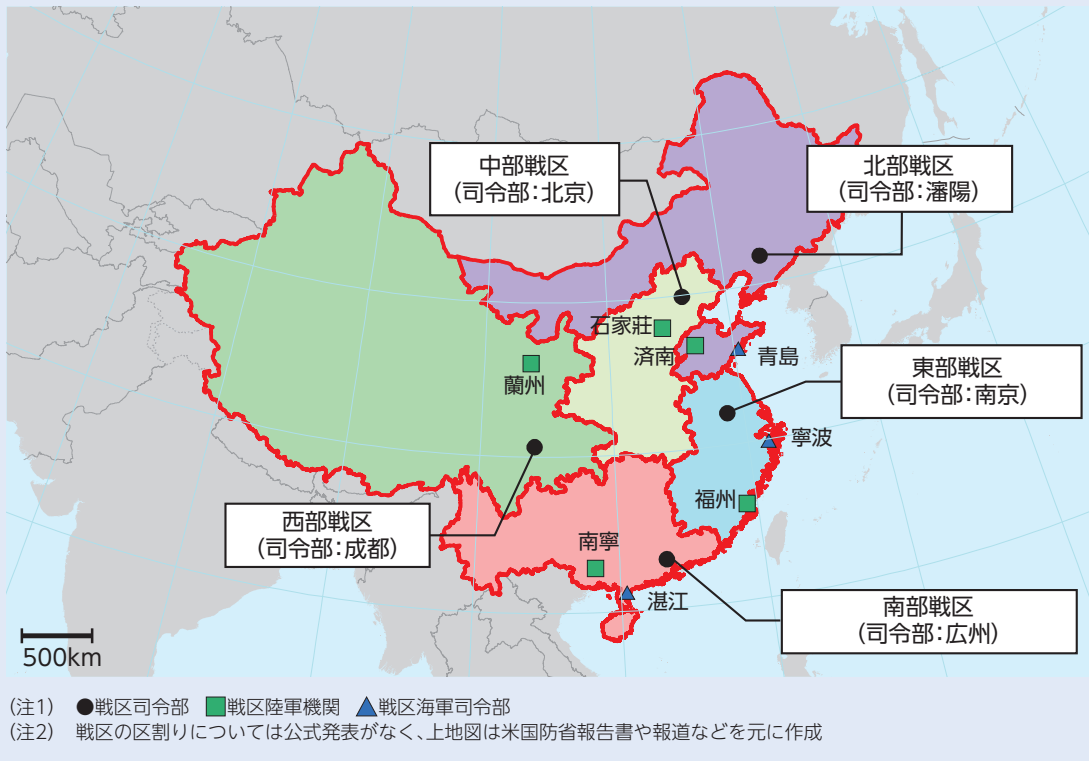 中部戦区
(司令部：北京)
北部戦区
(司令部：瀋陽)
石家荘
済南
青島
蘭州
東部戦区
(司令部：南京)
寧波
福州
西部戦区
(司令部：成都)
南寧
湛江
南部戦区
(司令部：広州)
500km
(注1) ●戦区司令部 ■戦区陸軍機関 ▲戦区海軍司令部
(注2) 戦区の区割りについては公式発表がなく、上地図は米国防省報告書や報道などを元に作成